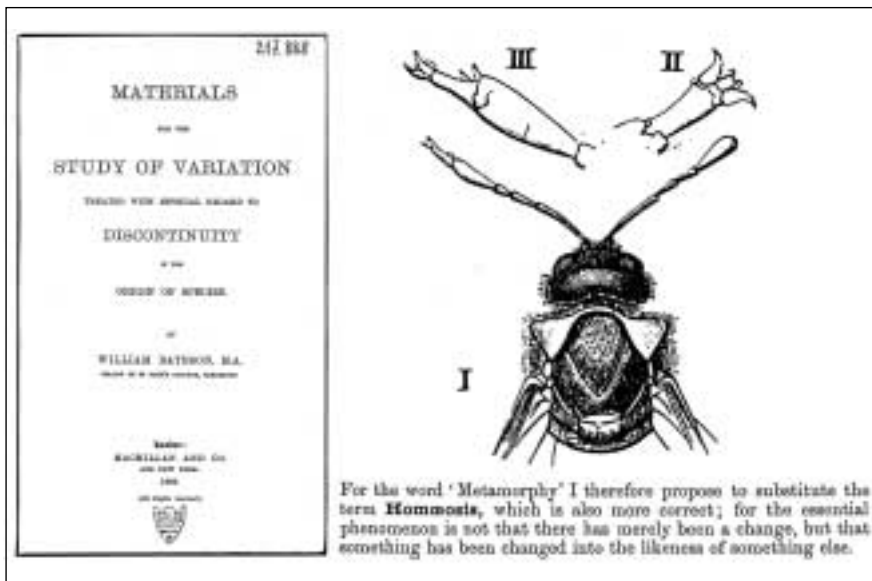 MATERIALS
FOR THE
STUDY OF VARIATION
TREATED WITH ESPECIAL REGARD TO
DISCONTINUITY
IN THE
ORIGIN OF SPECIES.
BY
WILLIAM BATESON, M.A.
London:
MACMILLAN AND CO.
AND NEW YORK.
1894
III
II
I
For the word 'Metamorphy' I therefore propose to substitute the
term Homœosis, which is also more correct; for the essential
phenomenon is not that there has merely been a change, but that
something has been changed into the likeness of something else.